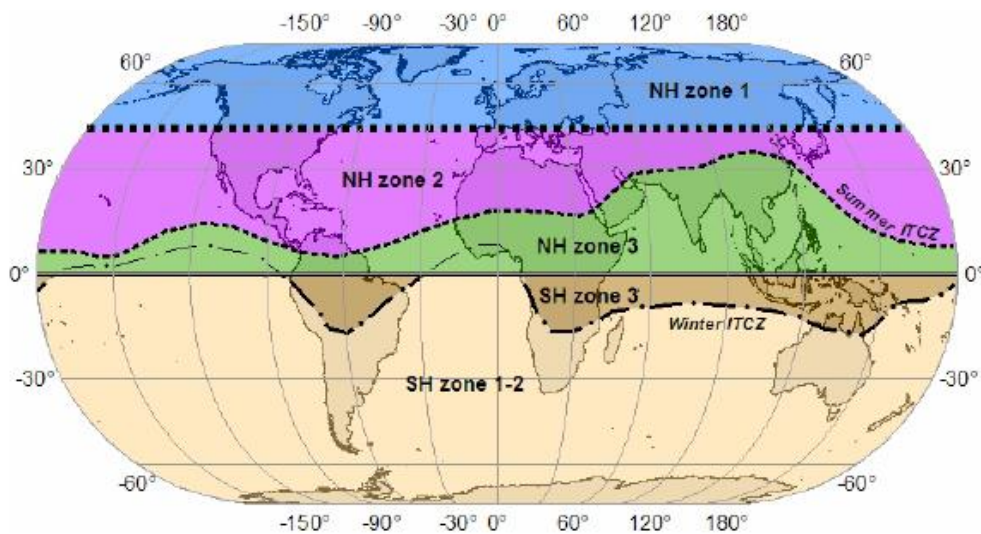 -150° -90° -30° 0° 60° 120° 180°
60° 60°
NH zone 1
30° 30°
NH zone 2
Summer ITCZ
NH zone 3
0° 0°
SH zone 3
Winter ITCZ
-30° -30°
SH zone 1-2
-60° -60°
-150° -90° -30° 0° 60° 120° 180°